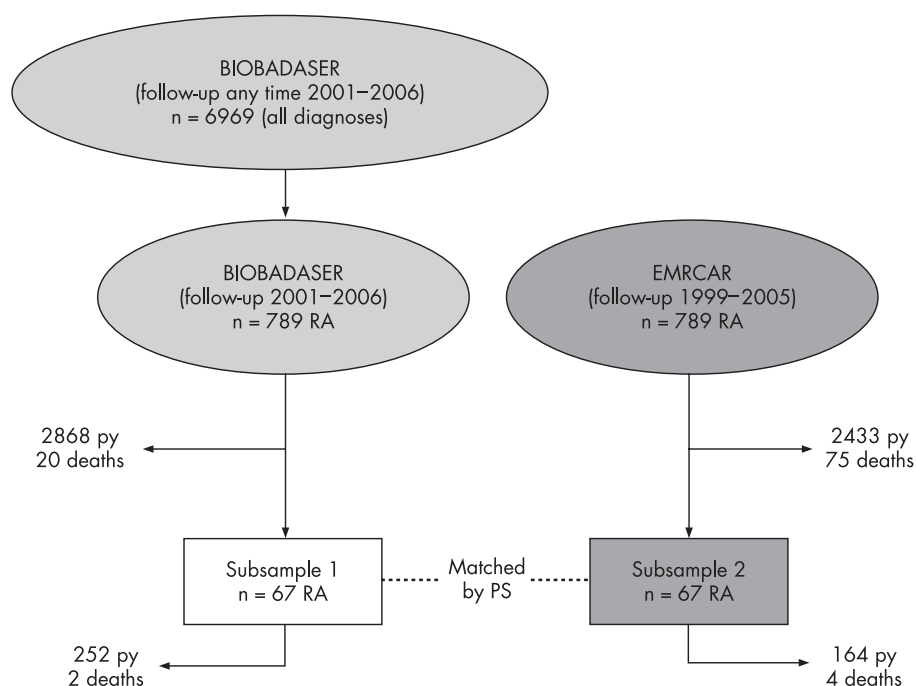 BIOBADASER
(follow-up any time 2001–2006)
n = 6969 (all diagnoses)
BIOBADASER
(follow-up 2001–2006)
n = 789 RA
EMRCAR
(follow-up 1999–2005)
n = 789 RA
2868 py
20 deaths
2433 py
75 deaths
Subsample 1
n = 67 RA
Matched
by PS
Subsample 2
n = 67 RA
252 py
2 deaths
164 py
4 deaths